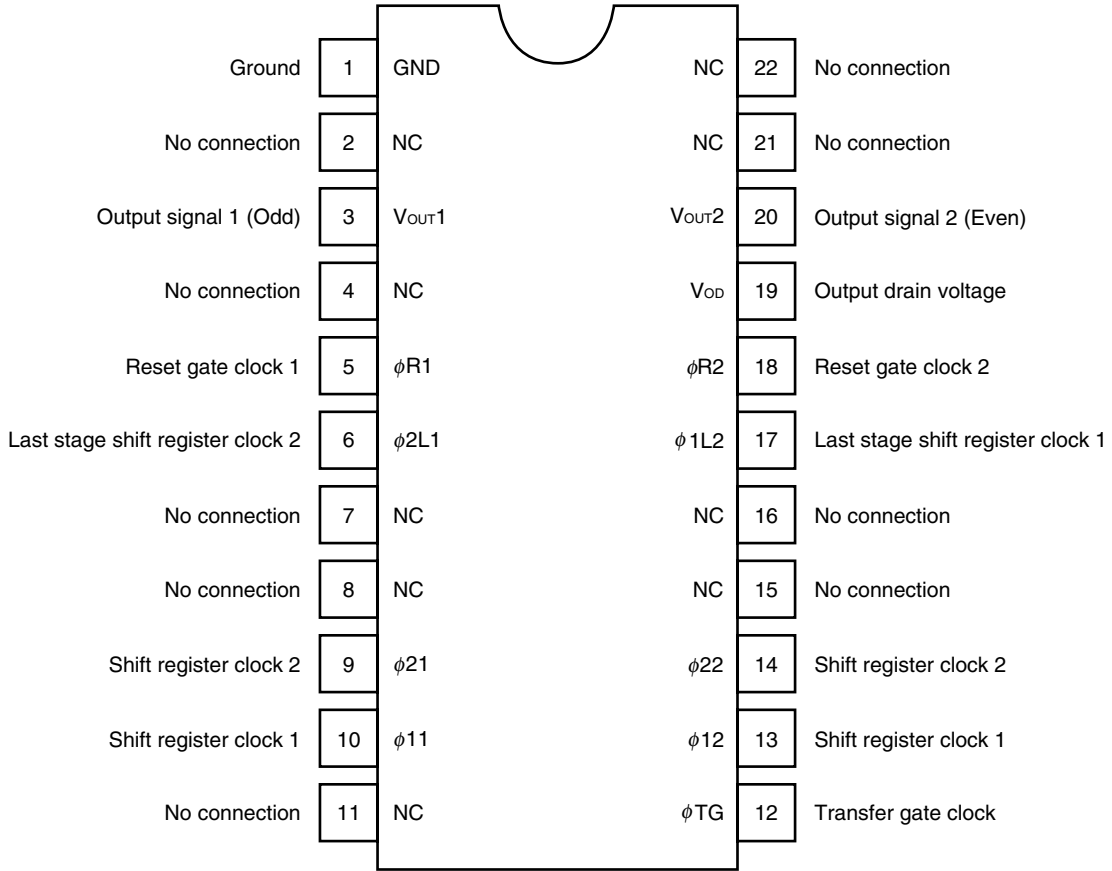 Ground 1 GND NC 22 No connection
No connection 2 NC NC 21 No connection
Output signal 1 (Odd) 3 VOUT1 VOUT2 20 Output signal 2 (Even)
No connection 4 NC VOD 19 Output drain voltage
Reset gate clock 1 5 ϕR1 ϕR2 18 Reset gate clock 2
Last stage shift register clock 2 6 ϕ2L1 ϕ1L2 17 Last stage shift register clock 1
No connection 7 NC NC 16 No connection
No connection 8 NC NC 15 No connection
Shift register clock 2 9 ϕ21 ϕ22 14 Shift register clock 2
Shift register clock 1 10 ϕ11 ϕ12 13 Shift register clock 1
No connection 11 NC ϕTG 12 Transfer gate clock